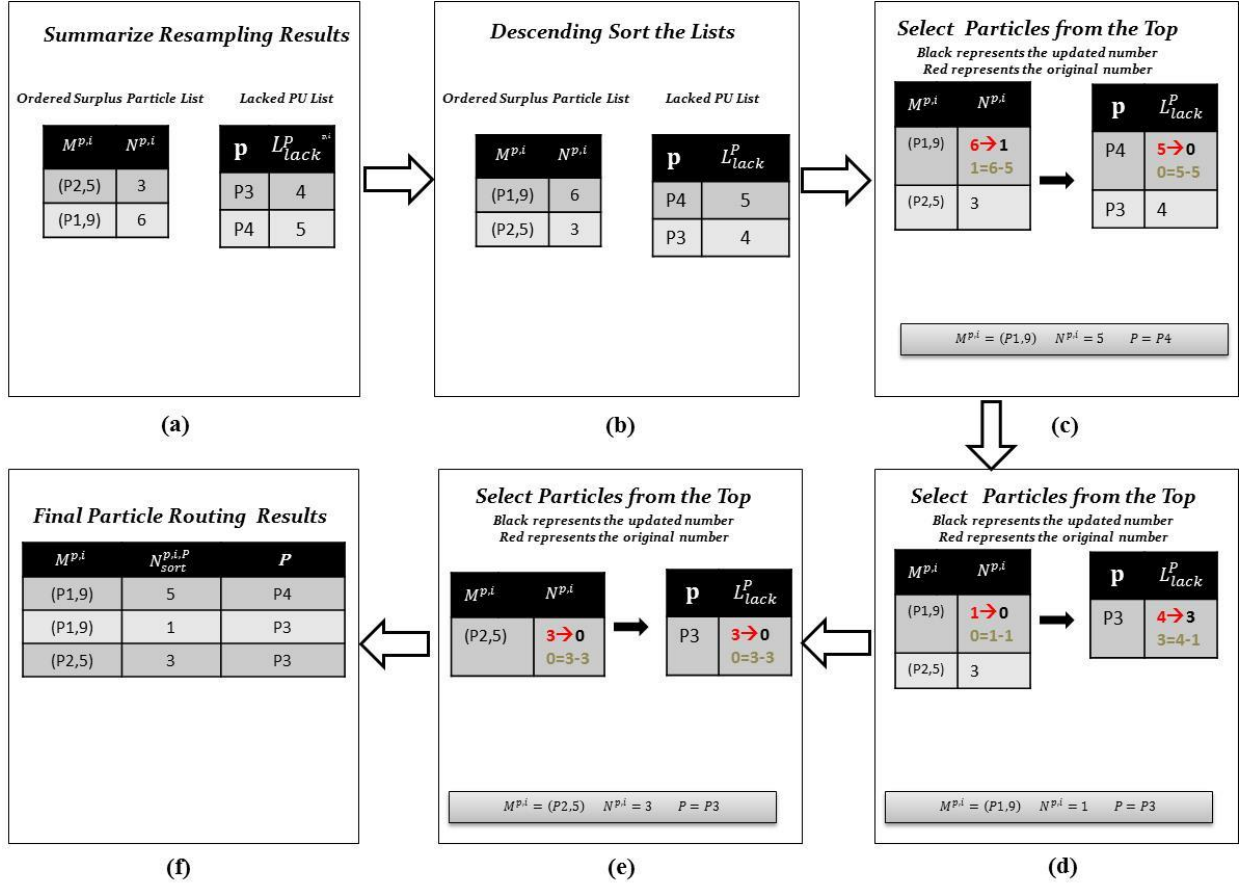 Summarize Resampling Results
Ordered Surplus Particle List
Lacked PU List
M^{p,i} N^{p,i}
(P2,5) 3
(P1,9) 6
p L^{P}_{lack} ^{p,i}
P3 4
P4 5
(a)
Descending Sort the Lists
Ordered Surplus Particle List
Lacked PU List
M^{p,i} N^{p,i}
(P1,9) 6
(P2,5) 3
p L^{P}_{lack}
P4 5
P3 4
(b)
Select Particles from the Top
Black represents the updated number
Red represents the original number
M^{p,i} N^{p,i}
(P1,9) 6→1
1=6-5
(P2,5) 3
p L^{P}_{lack}
P4 5→0
0=5-5
P3 4
M^{p,i} = (P1,9) N^{p,i} = 5 P = P4
(c)
Final Particle Routing Results
M^{p,i} N^{p,i,P}_{sort} P
(P1,9) 5 P4
(P1,9) 1 P3
(P2,5) 3 P3
(f)
Select Particles from the Top
Black represents the updated number
Red represents the original number
M^{p,i} N^{p,i}
(P2,5) 3→0
0=3-3
p L^{P}_{lack}
P3 3→0
0=3-3
M^{p,i} = (P2,5) N^{p,i} = 3 P = P3
(e)
Select Particles from the Top
Black represents the updated number
Red represents the original number
M^{p,i} N^{p,i}
(P1,9) 1→0
0=1-1
(P2,5) 3
p L^{P}_{lack}
P3 4→3
3=4-1
M^{p,i} = (P1,9) N^{p,i} = 1 P = P3
(d)